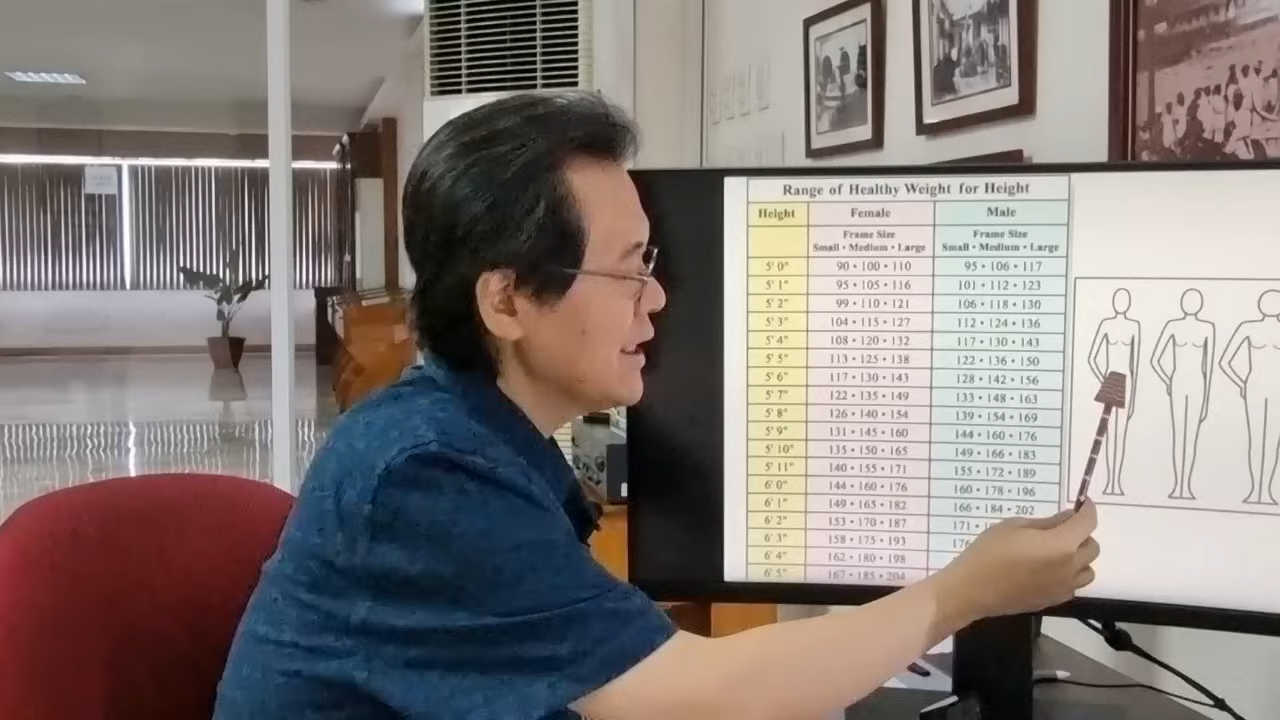 Range of Healthy Weight for Height
Height Female Male
Frame Size Frame Size
Small • Medium • Large Small • Medium • Large
5' 0" 90 • 100 • 110 95 • 106 • 117
5' 1" 95 • 105 • 116 101 • 112 • 123
5' 2" 99 • 110 • 121 106 • 118 • 130
5' 3" 104 • 115 • 127 112 • 124 • 136
5' 4" 108 • 120 • 132 117 • 130 • 143
5' 5" 113 • 125 • 138 122 • 136 • 150
5' 6" 117 • 130 • 143 128 • 142 • 156
5' 7" 122 • 135 • 149 133 • 148 • 163
5' 8" 126 • 140 • 154 139 • 154 • 169
5' 9" 131 • 145 • 160 144 • 160 • 176
5' 10" 135 • 150 • 165 149 • 166 • 183
5' 11" 140 • 155 • 171 155 • 172 • 189
6' 0" 144 • 160 • 176 160 • 178 • 196
6' 1" 149 • 165 • 182 166 • 184 • 202
6' 2" 153 • 170 • 187 171 •
6' 3" 158 • 175 • 193 176
6' 4" 162 • 180 • 198
6' 5" 167 • 185 • 204